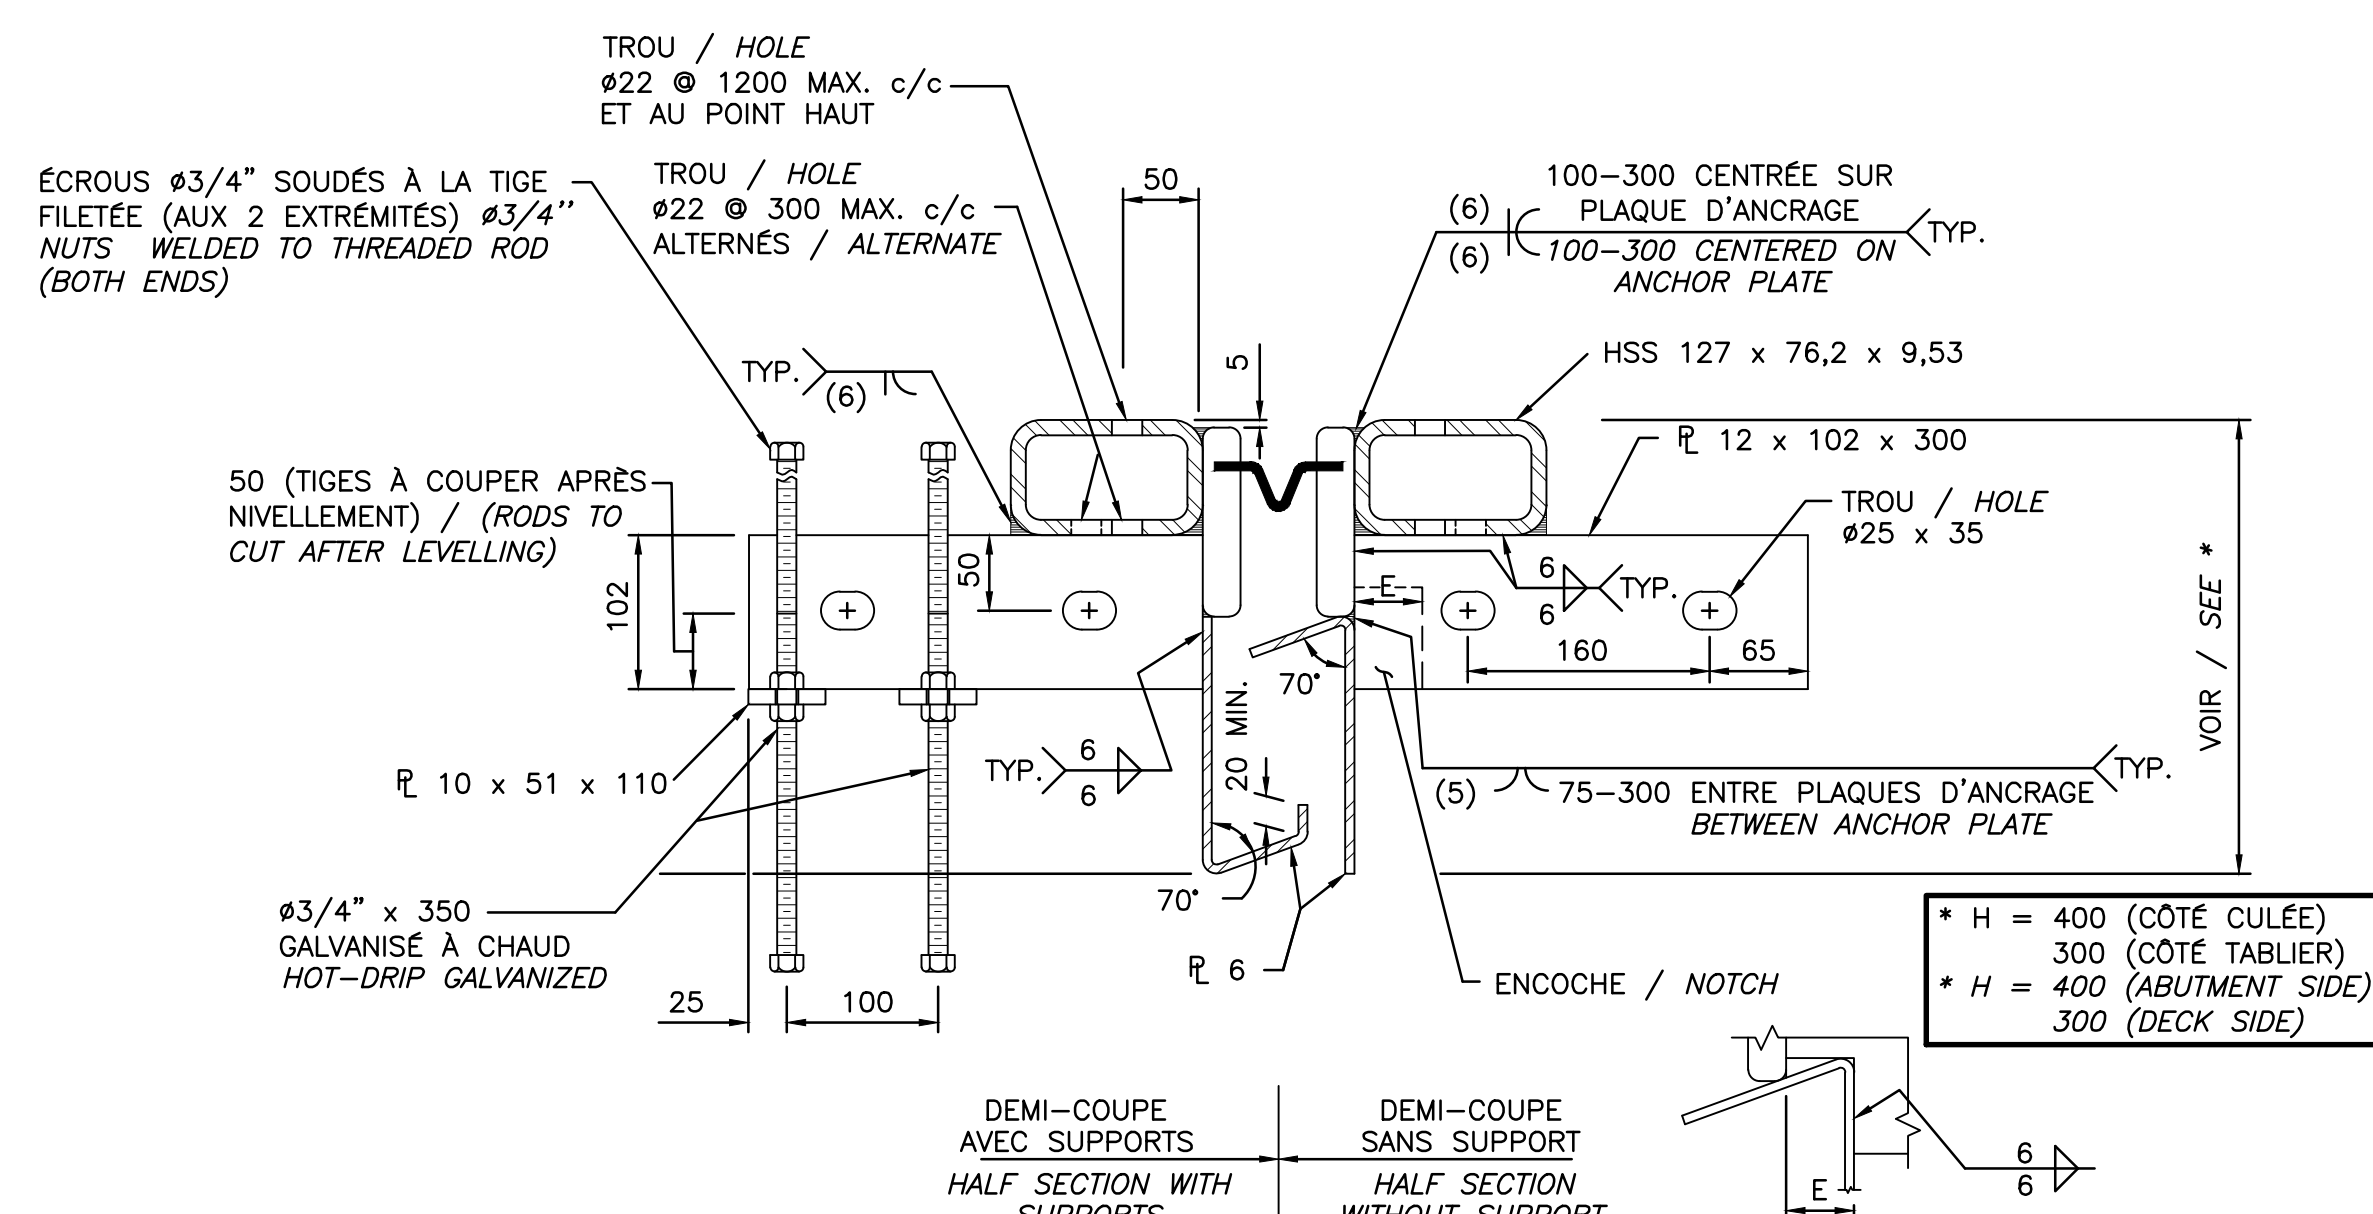 TROU / HOLE
ø22 @ 1200 MAX. c/c
ET AU POINT HAUT
ÉCROUS ø3/4" SOUDÉS À LA TIGE
FILETÉE (AUX 2 EXTRÉMITÉS) ø3/4"
NUTS WELDED TO THREADED ROD
(BOTH ENDS)
TROU / HOLE
ø22 @ 300 MAX. c/c
ALTERNÉS / ALTERNATE
50
(6)
(6)
100-300 CENTRÉE SUR
PLAQUE D'ANCRAGE
100-300 CENTERED ON
ANCHOR PLATE
TYP.
TYP.
(6)
5
HSS 127 x 76,2 x 9,53
℄ 12 x 102 x 300
TROU / HOLE
ø25 x 35
50 (TIGES À COUPER APRÈS
NIVELLEMENT) / (RODS TO
CUT AFTER LEVELLING)
102
50
E
6
6
TYP.
160
65
VOIR / SEE *
70°
20 MIN.
TYP.
6
6
℄ 10 x 51 x 110
(5)
75-300 ENTRE PLAQUES D'ANCRAGE
BETWEEN ANCHOR PLATE
TYP.
70°
ø3/4" x 350
GALVANISÉ À CHAUD
HOT-DRIP GALVANIZED
℄ 6
ENCOCHE / NOTCH
25
100
* H = 400 (CÔTÉ CULÉE)
300 (CÔTÉ TABLIER)
* H = 400 (ABUTMENT SIDE)
300 (DECK SIDE)
DEMI-COUPE
AVEC SUPPORTS
HALF SECTION WITH
SUPPORTS
DEMI-COUPE
SANS SUPPORT
HALF SECTION
WITHOUT SUPPORT
6
6
E